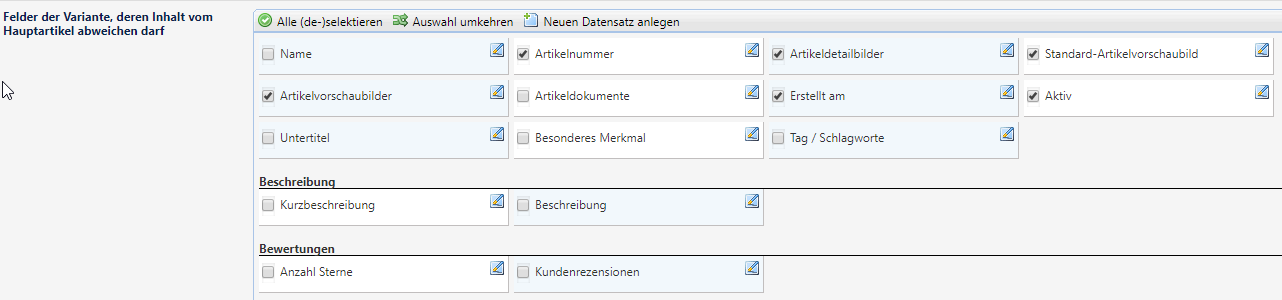 Felder der Variante, deren Inhalt vom
Hauptartikel abweichen darf
Alle (de-)selektieren Auswahl umkehren Neuen Datensatz anlegen
Name Artikelnummer Artikeldetailbilder Standard-Artikelvorschaubild
Artikelvorschaubilder Artikeldokumente Erstellt am Aktiv
Untertitel Besonderes Merkmal Tag / Schlagworte
Beschreibung
Kurzbeschreibung Beschreibung
Bewertungen
Anzahl Sterne Kundenrezensionen